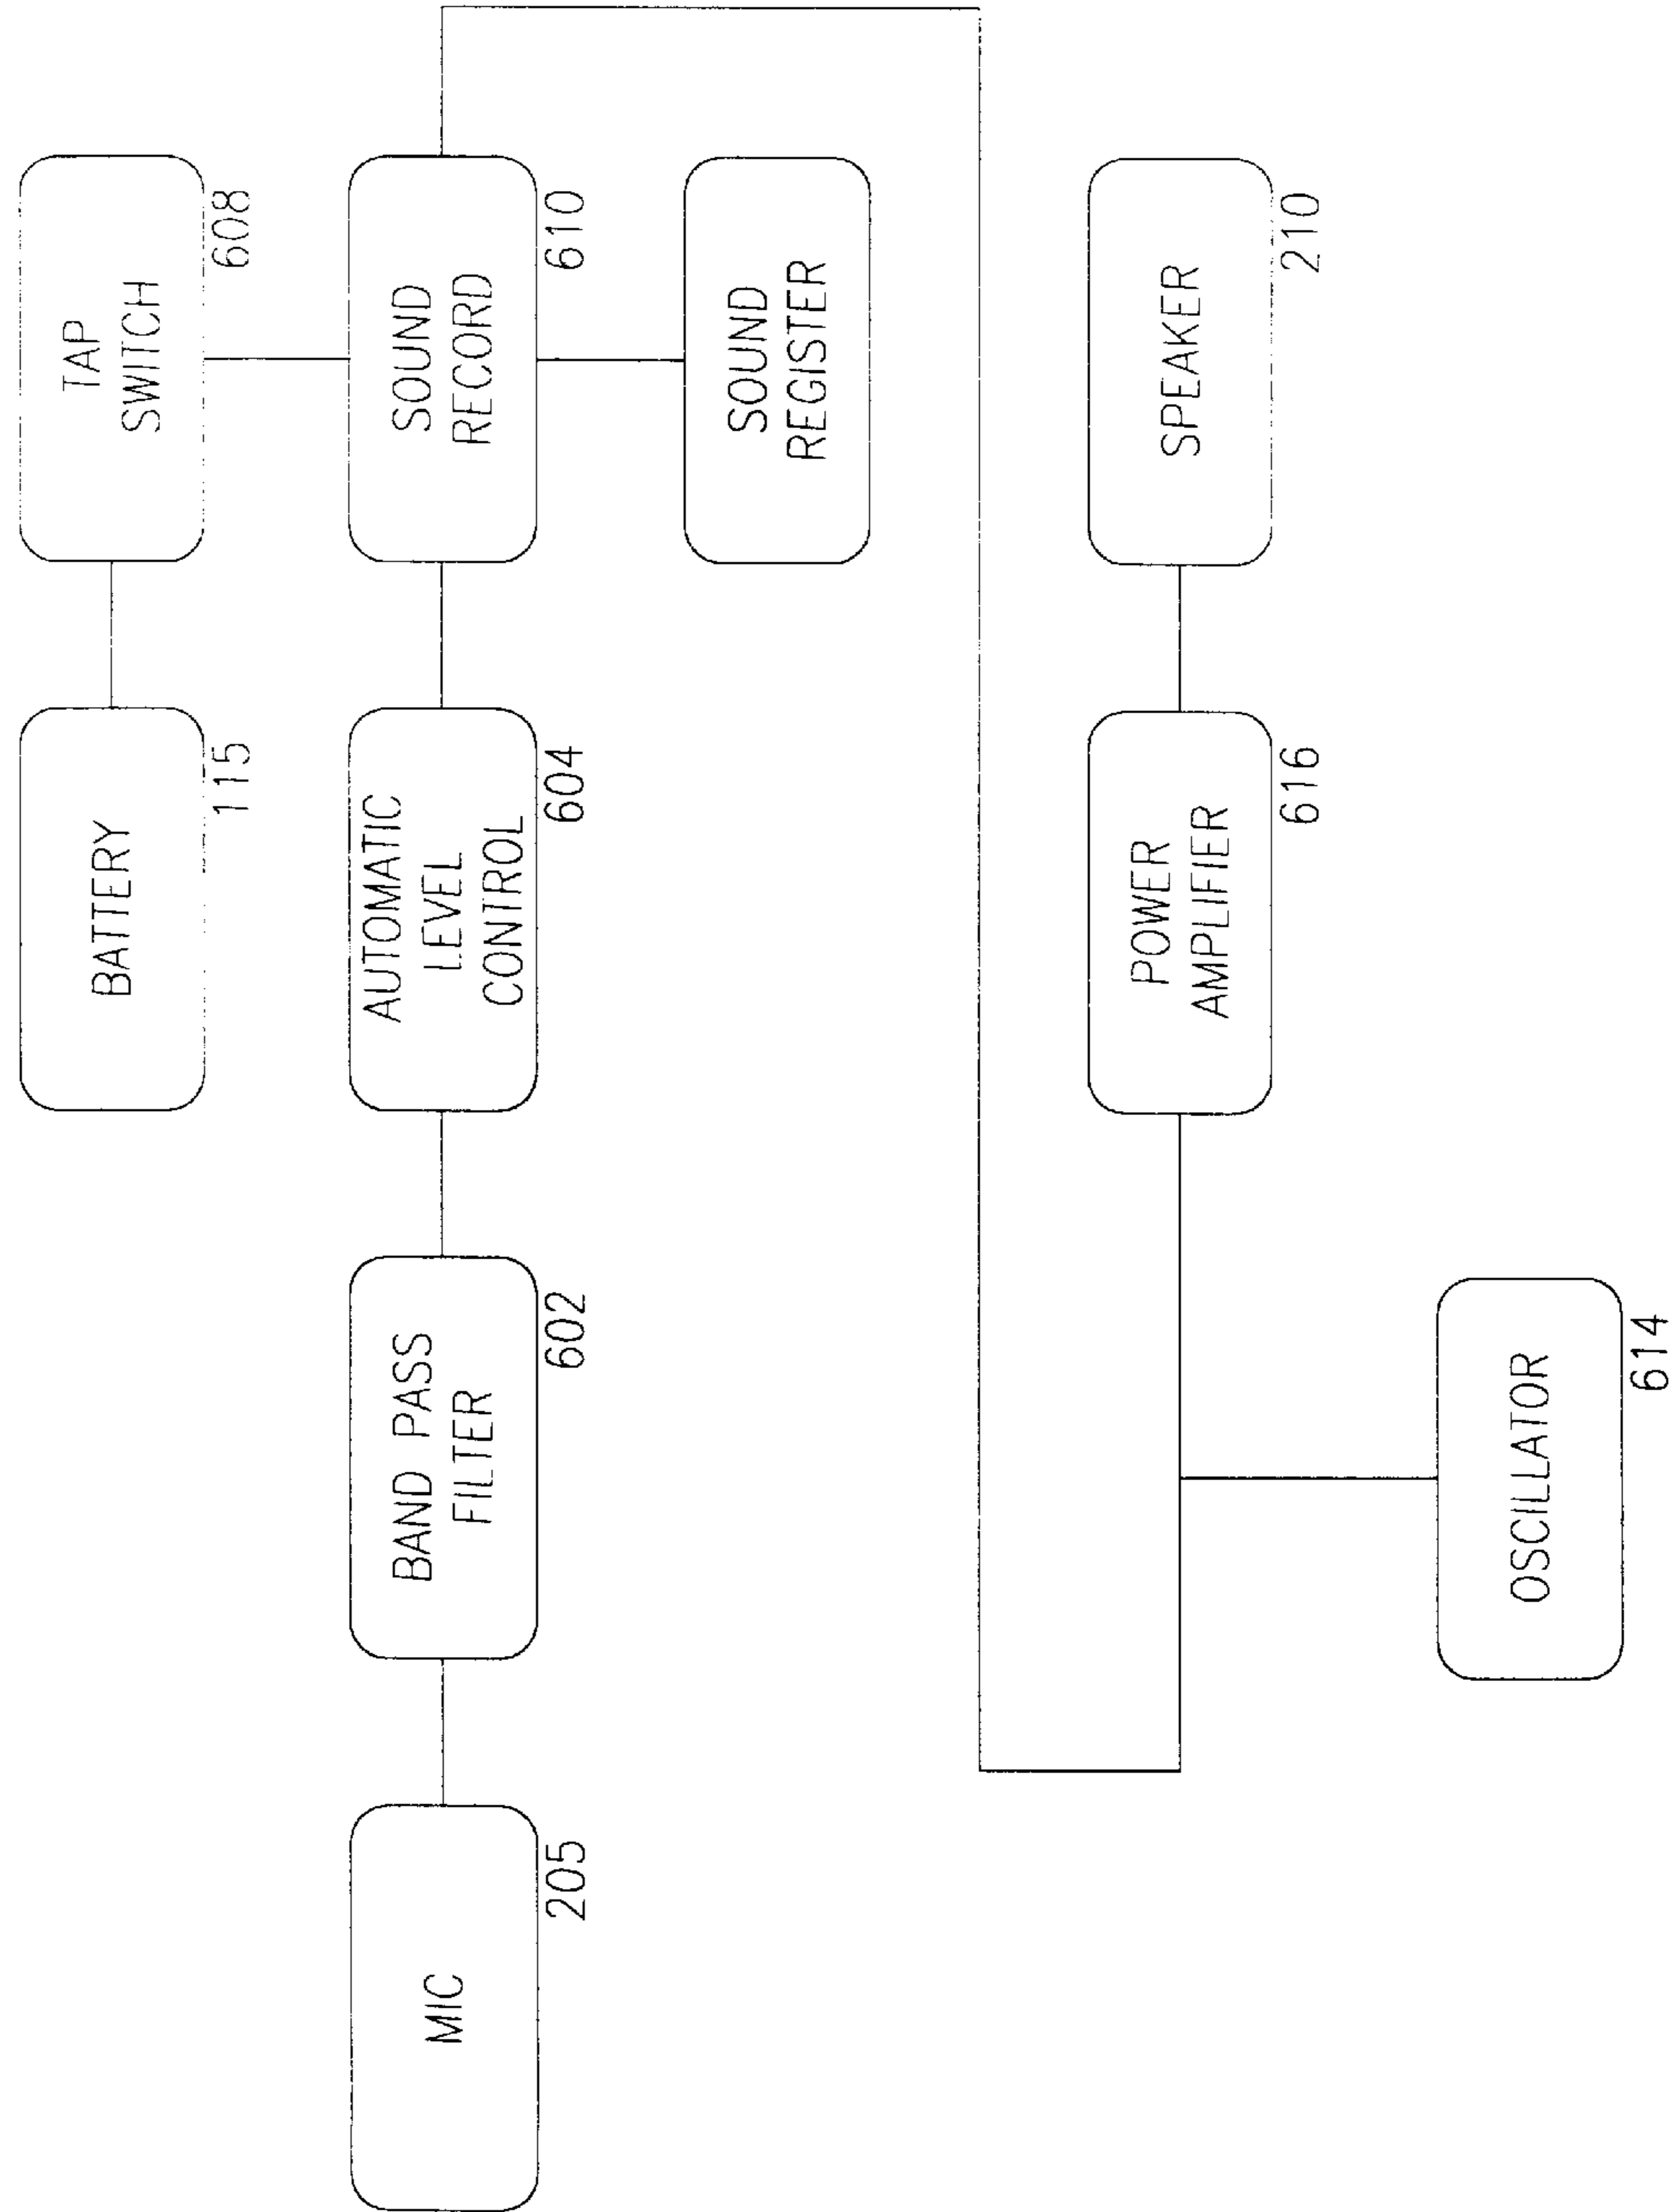 BATTERY
115
TAP
SWITCH
608
MIC
205
BAND PASS
FILTER
602
AUTOMATIC
LEVEL
CONTROL
604
SOUND
RECORD
610
SOUND
REGISTER
POWER
AMPLIFIER
616
SPEAKER
210
OSCILLATOR
614